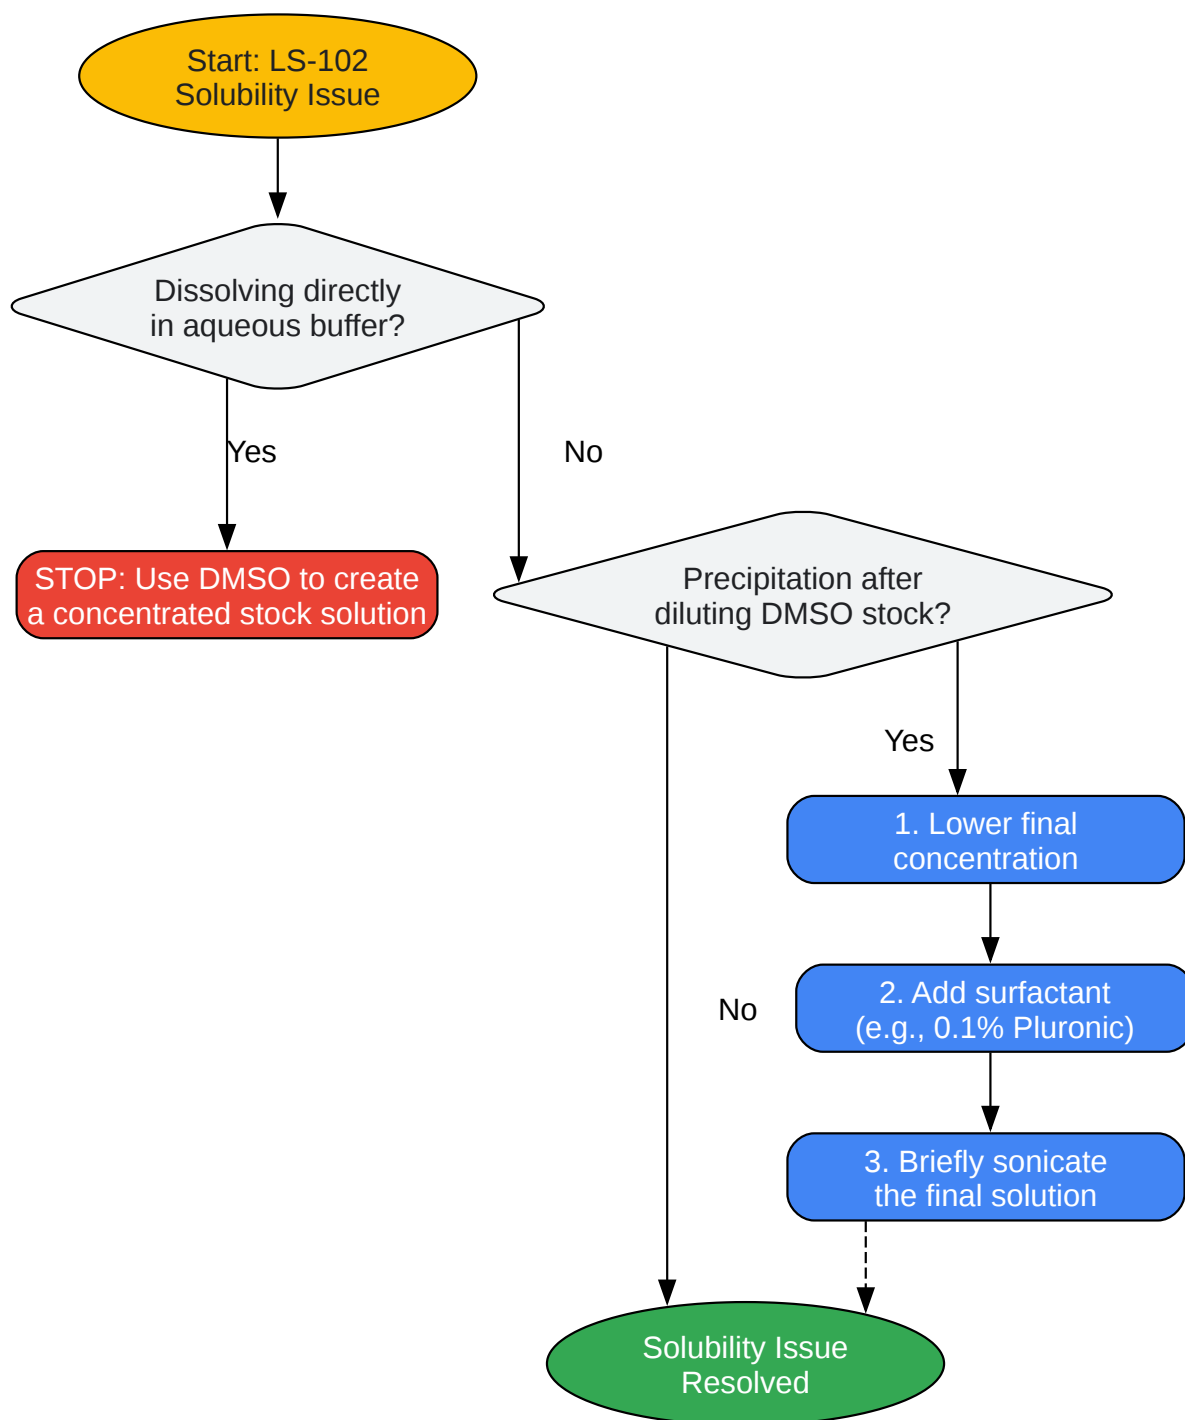 Start: LS-102
Solubility Issue
Dissolving directly
in aqueous buffer?
Yes
No
STOP: Use DMSO to create
a concentrated stock solution
Precipitation after
diluting DMSO stock?
Yes
1. Lower final
concentration
No
2. Add surfactant
(e.g., 0.1% Pluronic)
3. Briefly sonicate
the final solution
Solubility Issue
Resolved